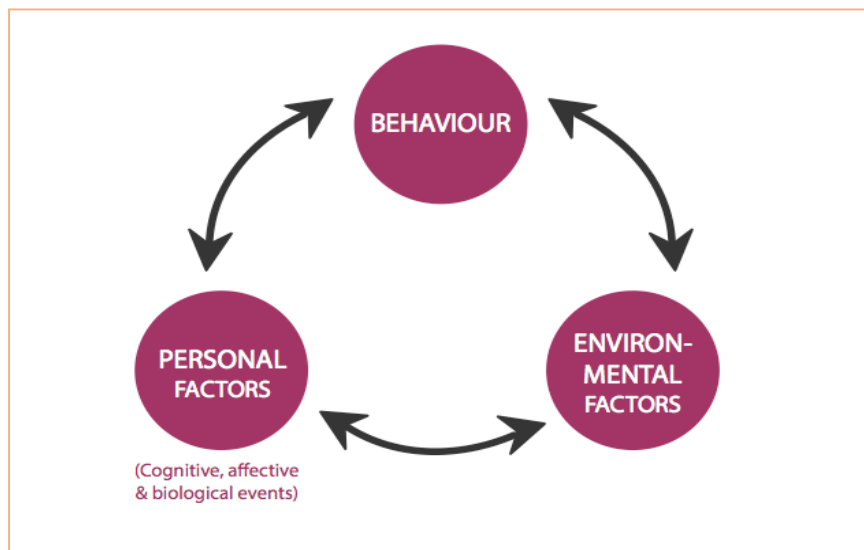 BEHAVIOUR
PERSONAL
FACTORS
(Cognitive, affective
& biological events)
ENVIRON-
MENTAL
FACTORS